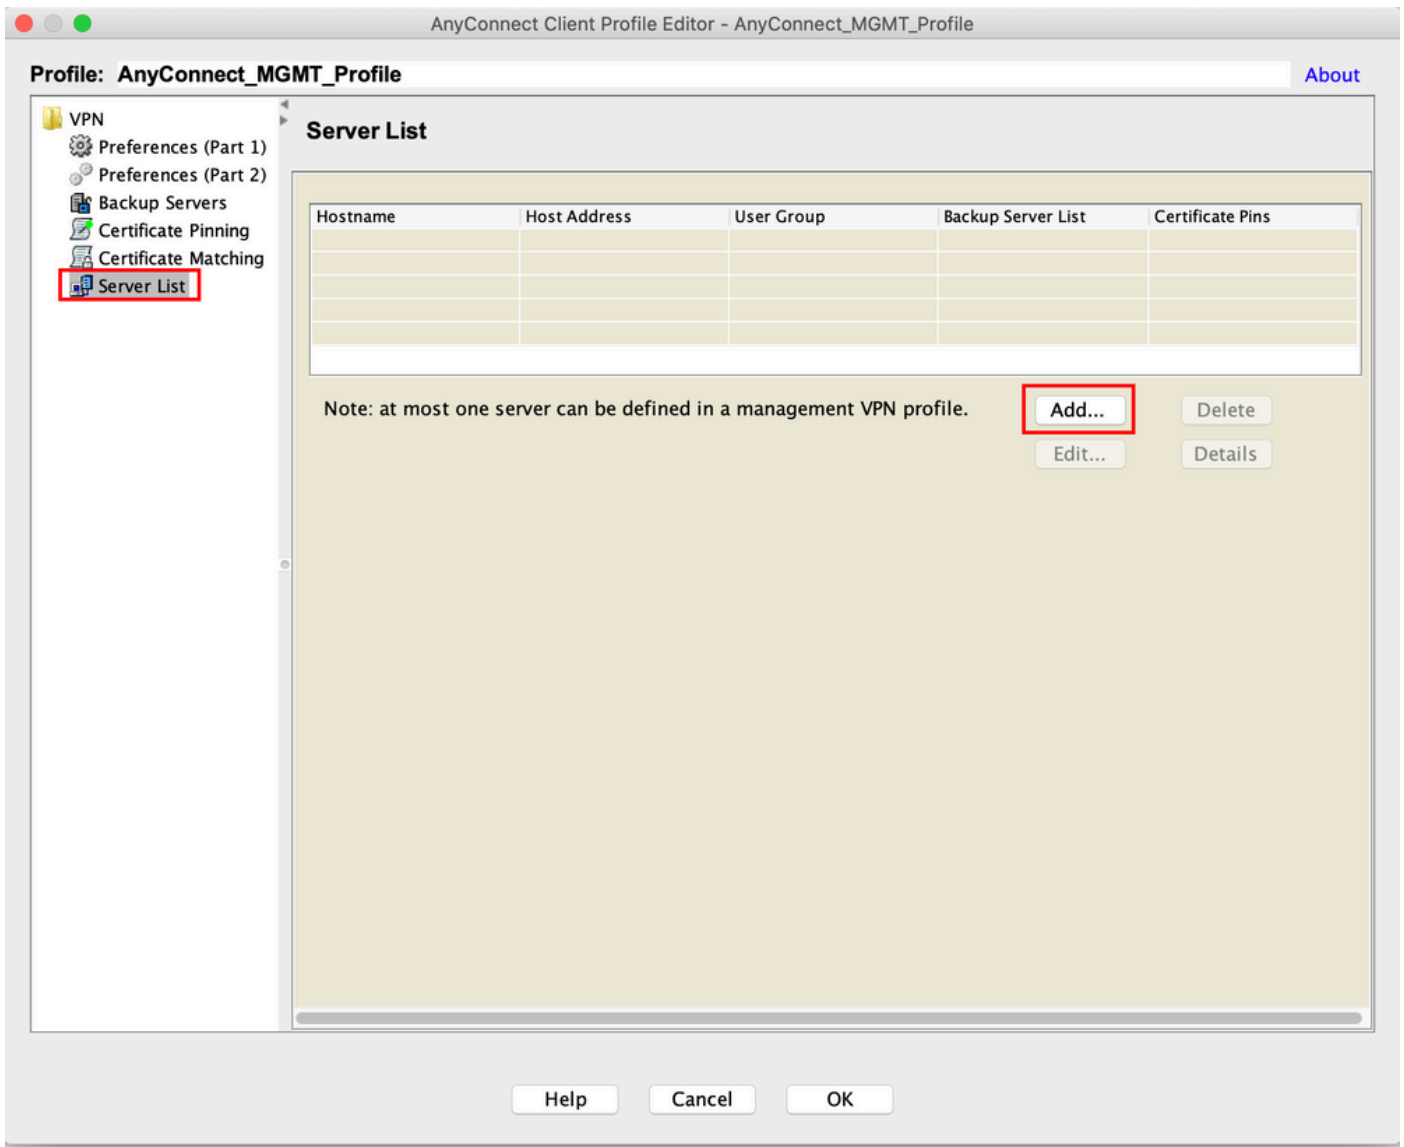 AnyConnect Client Profile Editor - AnyConnect_MGMT_Profile
Profile: AnyConnect_MGMT_Profile
About
VPN
Preferences (Part 1)
Preferences (Part 2)
Backup Servers
Certificate Pinning
Certificate Matching
Server List
Server List
Hostname Host Address User Group Backup Server List Certificate Pins
Note: at most one server can be defined in a management VPN profile.
Add... Delete
Edit... Details
Help Cancel OK